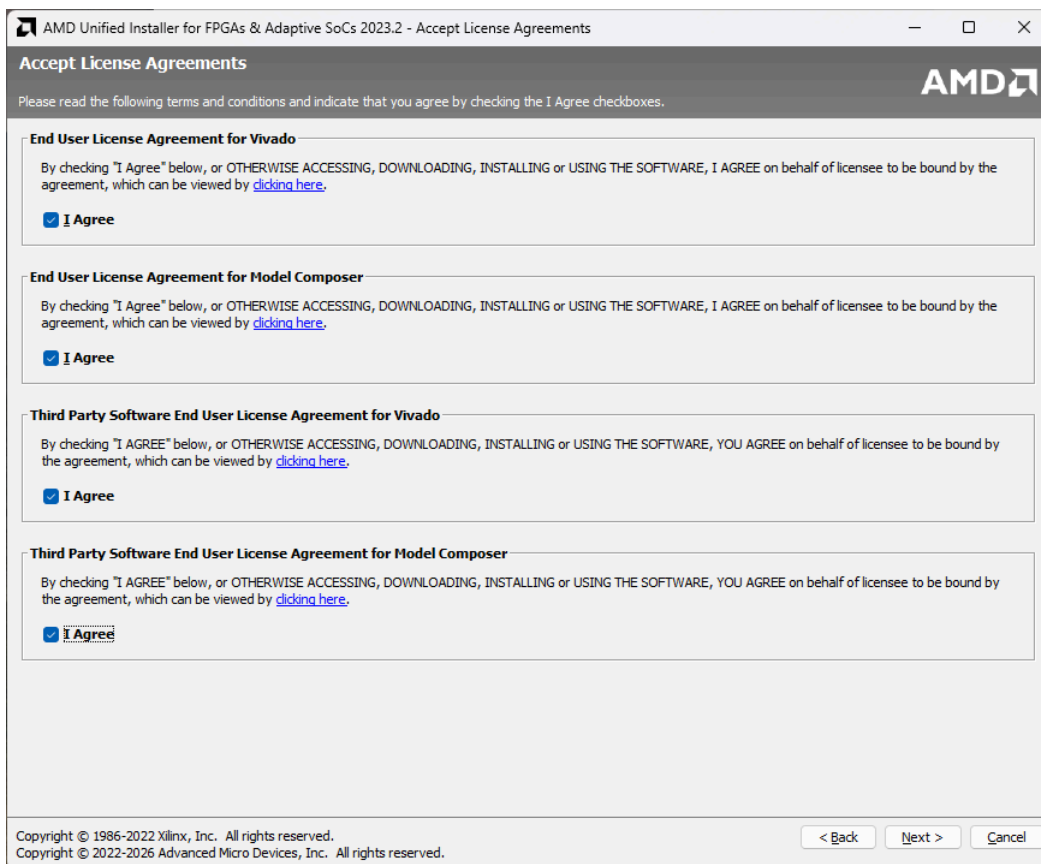 AMD Unified Installer for FPGAs & Adaptive SoCs 2023.2 - Accept License Agreements
Accept License Agreements
AMD
Please read the following terms and conditions and indicate that you agree by checking the I Agree checkboxes.
End User License Agreement for Vivado
By checking "I Agree" below, or OTHERWISE ACCESSING, DOWNLOADING, INSTALLING or USING THE SOFTWARE, I AGREE on behalf of licensee to be bound by the
agreement, which can be viewed by clicking here.
I Agree
End User License Agreement for Model Composer
By checking "I Agree" below, or OTHERWISE ACCESSING, DOWNLOADING, INSTALLING or USING THE SOFTWARE, I AGREE on behalf of licensee to be bound by the
agreement, which can be viewed by clicking here.
I Agree
Third Party Software End User License Agreement for Vivado
By checking "I AGREE" below, or OTHERWISE ACCESSING, DOWNLOADING, INSTALLING or USING THE SOFTWARE, YOU AGREE on behalf of licensee to be bound by
the agreement, which can be viewed by clicking here.
I Agree
Third Party Software End User License Agreement for Model Composer
By checking "I AGREE" below, or OTHERWISE ACCESSING, DOWNLOADING, INSTALLING or USING THE SOFTWARE, YOU AGREE on behalf of licensee to be bound by
the agreement, which can be viewed by clicking here.
I Agree
Copyright © 1986-2022 Xilinx, Inc. All rights reserved.
Copyright © 2022-2026 Advanced Micro Devices, Inc. All rights reserved.
< Back Next > Cancel